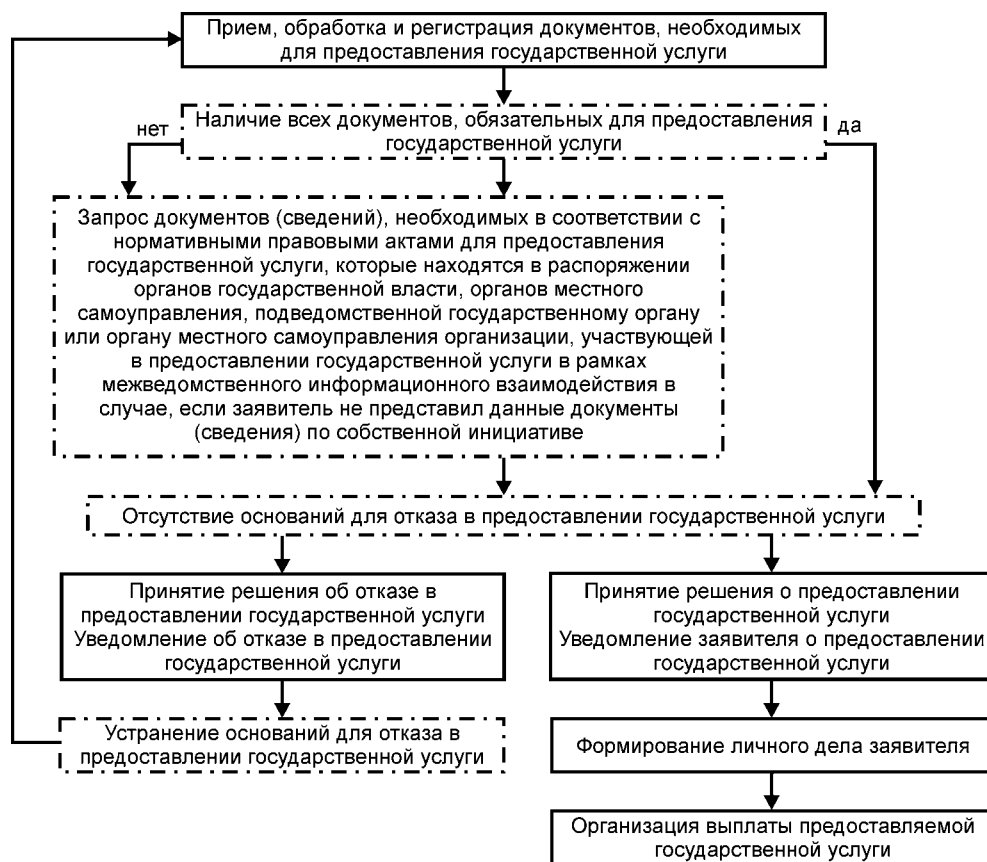 Прием, обработка и регистрация документов, необходимых
для предоставления государственной услуги
Наличие всех документов, обязательных для предоставления
государственной услуги
нет
да
Запрос документов (сведений), необходимых в соответствии с
нормативными правовыми актами для предоставления
государственной услуги, которые находятся в распоряжении
органов государственной власти, органов местного
самоуправления, подведомственной государственному органу
или органу местного самоуправления организации, участвующей
в предоставлении государственной услуги в рамках
межведомственного информационного взаимодействия в
случае, если заявитель не представил данные документы
(сведения) по собственной инициативе
Отсутствие оснований для отказа в предоставлении государственной услуги
Принятие решения об отказе в
предоставлении государственной услуги
Уведомление об отказе в предоставлении
государственной услуги
Принятие решения о предоставлении
государственной услуги
Уведомление заявителя о предоставлении
государственной услуги
Устранение оснований для отказа в
предоставлении государственной услуги
Формирование личного дела заявителя
Организация выплаты предоставляемой
государственной услуги